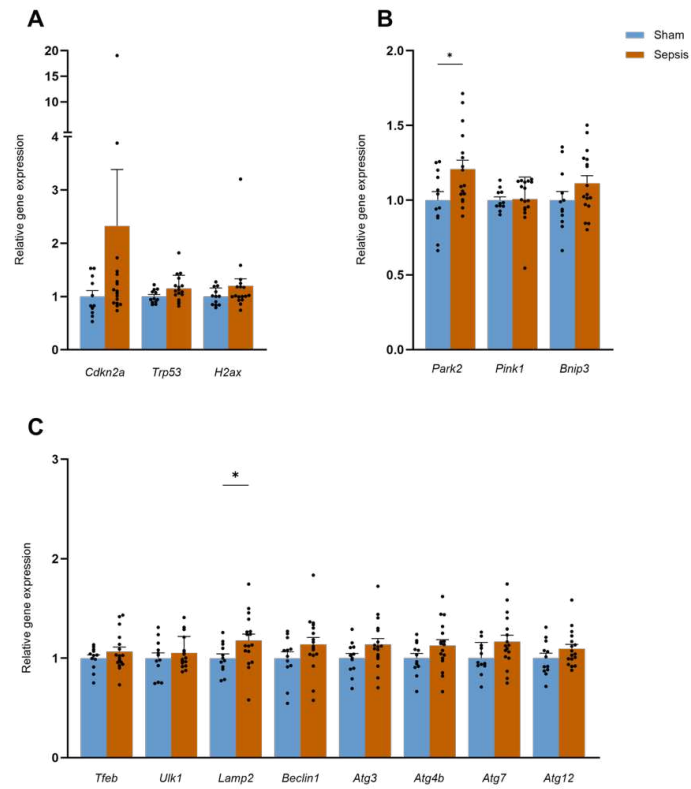 A
Relative gene expression
20
15
10
4
3
2
1
0
Cdkn2a Trp53 H2ax
B
Relative gene expression
2.0
1.5
1.0
0.5
0.0
*
Park2 Pink1 Bnip3
Sham
Sepsis
C
Relative gene expression
3
2
1
0
*
Tfeb Ulk1 Lamp2 Beclin1 Atg3 Atg4b Atg7 Atg12